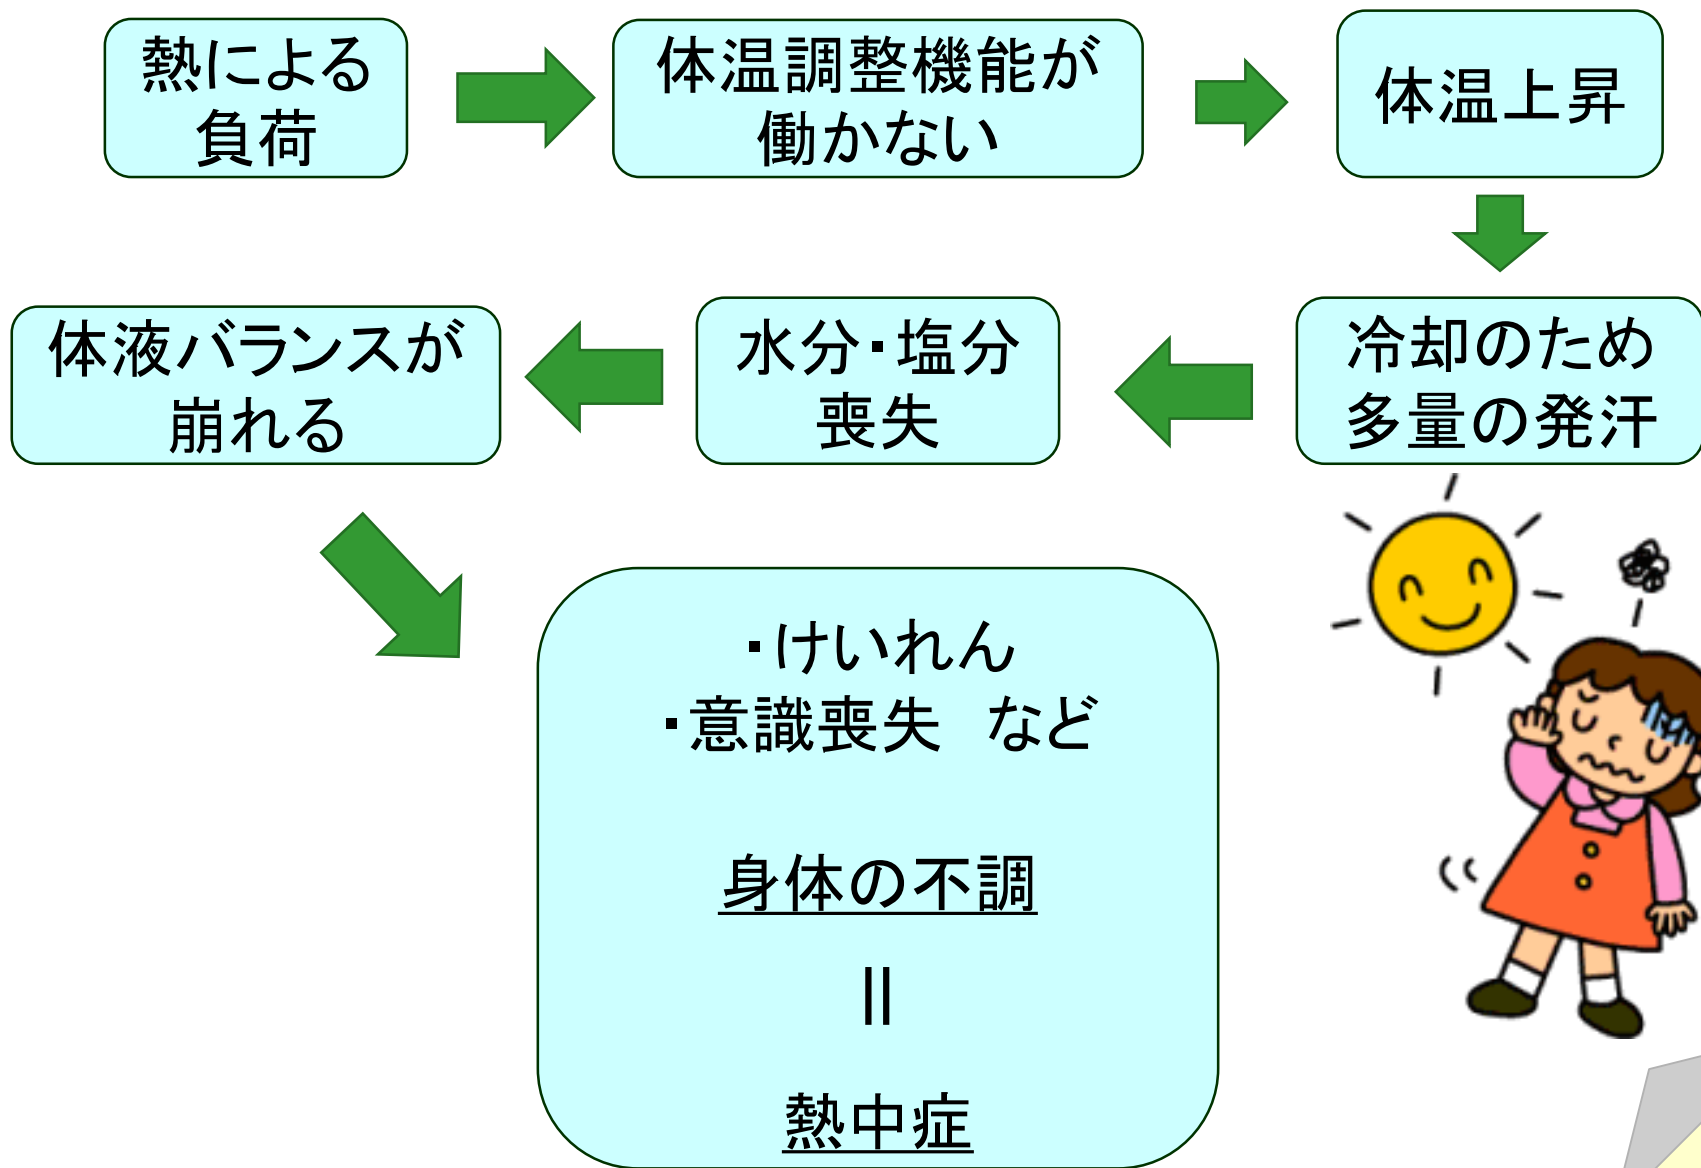 熱による
負荷
体温調整機能が
働かない
体温上昇
冷却のため
多量の発汗
水分・塩分
喪失
体液バランスが
崩れる
・けいれん
・意識喪失　など
身体の不調
||
熱中症